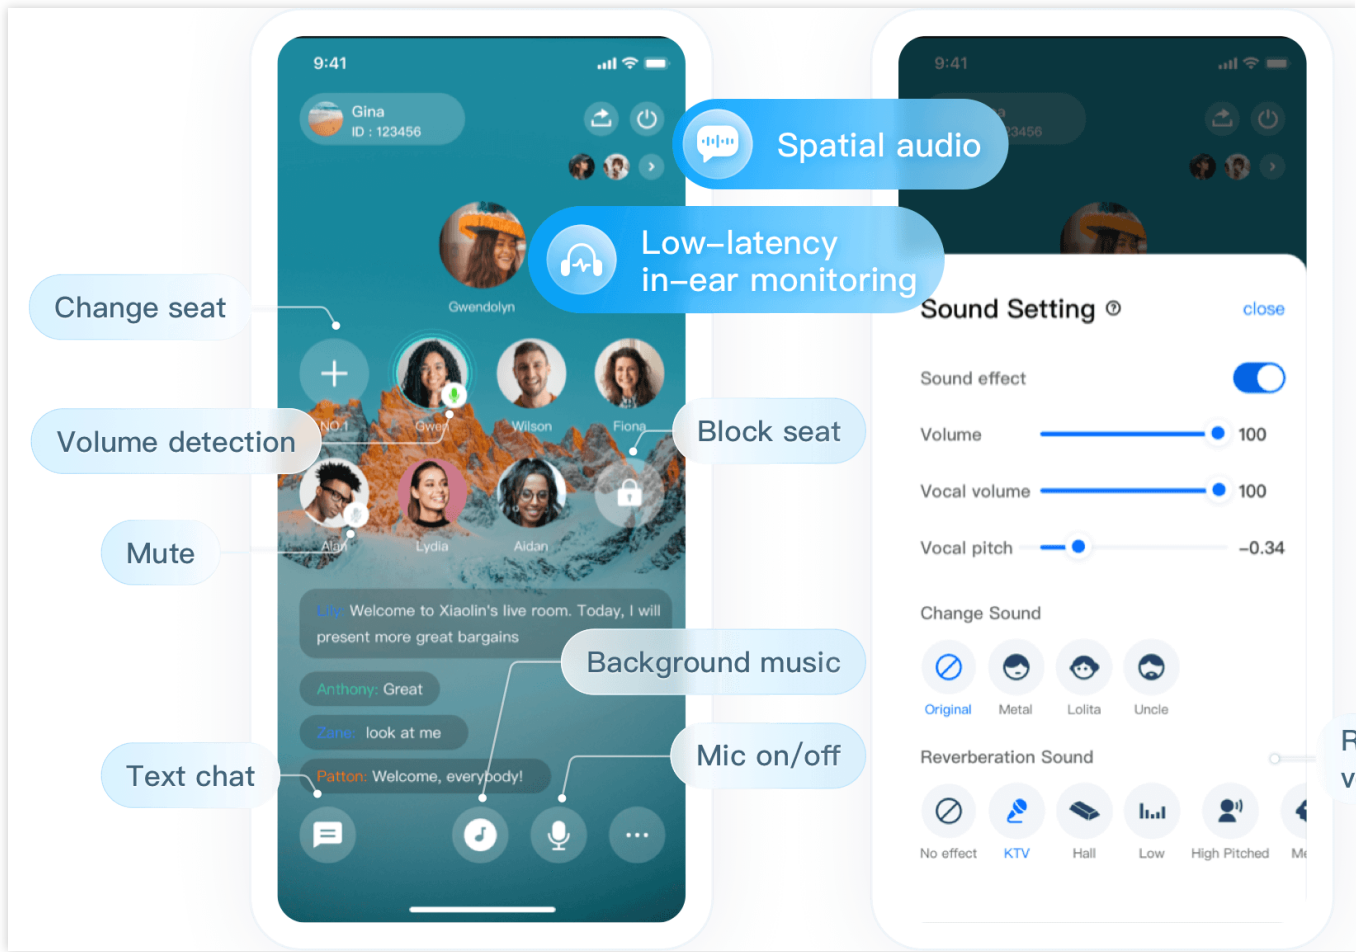 9:41
Gina
ID : 123456
Spatial audio
Low-latency
in-ear monitoring
Gwendolyn
Change seat
NO.1
Gwen
Wilson
Fiona
Volume detection
Block seat
Alan
Lydia
Aidan
Mute
Lily: Welcome to Xiaolin's live room. Today, I will
present more great bargains
Background music
Anthony: Great
Zane: look at me
Mic on/off
Text chat
Patton: Welcome, everybody!
9:41
a
23456
Sound Setting
close
Sound effect
Volume 100
Vocal volume 100
Vocal pitch -0.34
Change Sound
Original Metal Lolita Uncle
Reverberation Sound
No effect KTV Hall Low High Pitched Me
R
v